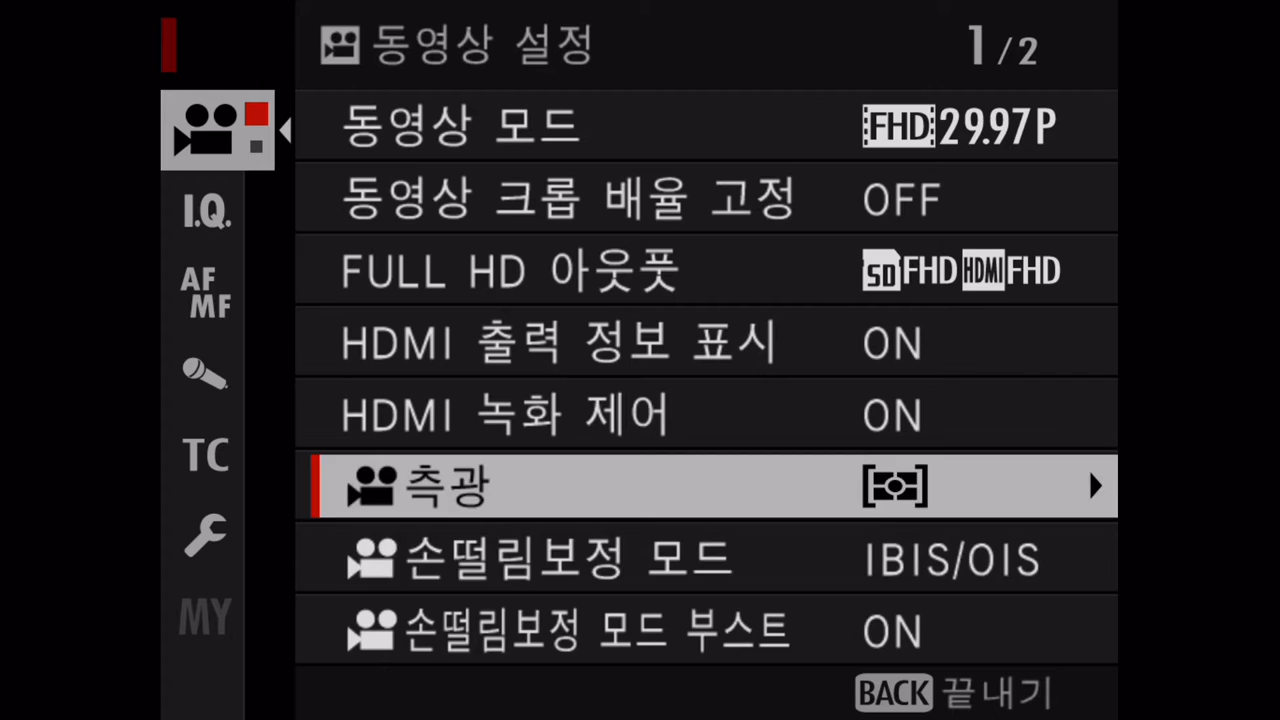 동영상 설정 1/2
동영상 모드 FHD 29.97P
I.Q.
동영상 크롭 배율 고정 OFF
AF
MF
FULL HD 아웃풋 SD FHD HDMI FHD
HDMI 출력 정보 표시 ON
HDMI 녹화 제어 ON
TC
측광
손떨림보정 모드 IBIS/OIS
MY
손떨림보정 모드 부스트 ON
BACK 끝내기